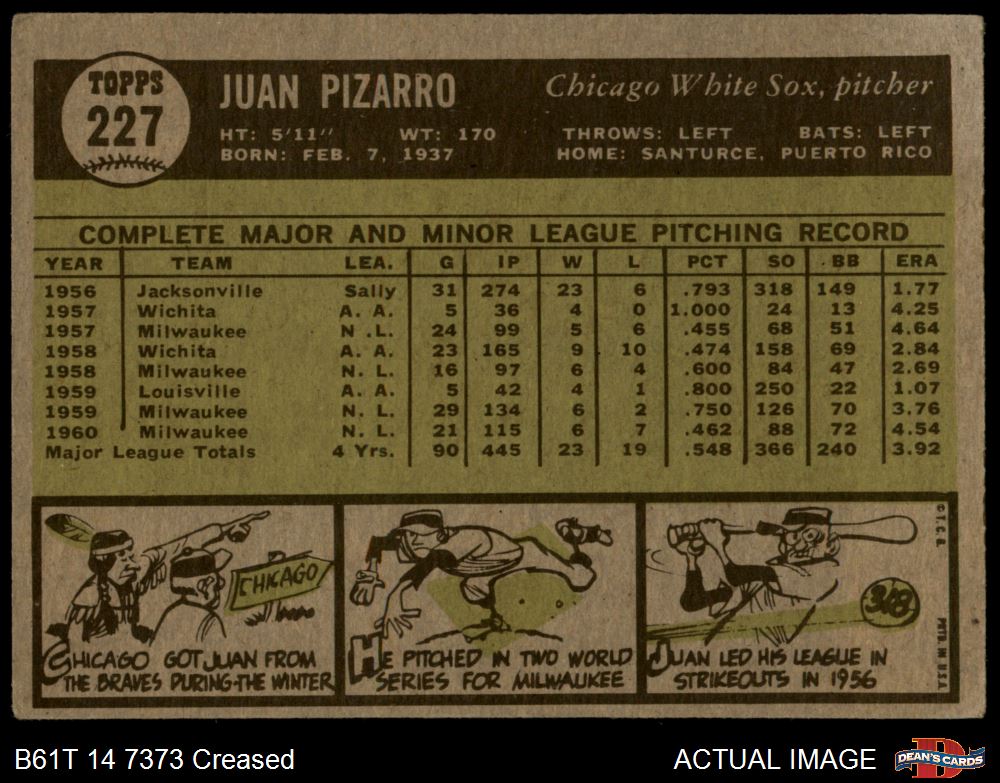 TOPPS
227
JUAN PIZARRO
Chicago White Sox, pitcher
HT: 5'11" WT: 170 THROWS: LEFT BATS: LEFT
BORN: FEB. 7, 1937 HOME: SANTURCE, PUERTO RICO
COMPLETE MAJOR AND MINOR LEAGUE PITCHING RECORD
YEAR TEAM LEA. G IP W L PCT SO BB ERA
1956 Jacksonville Sally 31 274 23 6 .793 318 149 1.77
1957 Wichita A. A. 5 36 4 0 1.000 24 13 4.25
1957 Milwaukee N. L. 24 99 5 6 .455 68 51 4.64
1958 Wichita A. A. 23 165 9 10 .474 158 69 2.84
1958 Milwaukee N. L. 16 97 6 4 .600 84 47 2.69
1959 Louisville A. A. 5 42 4 1 .800 250 22 1.07
1959 Milwaukee N. L. 29 134 6 2 .750 126 70 3.76
1960 Milwaukee N. L. 21 115 6 7 .462 88 72 4.54
Major League Totals 4 Yrs. 90 445 23 19 .548 366 240 3.92
CHICAGO
CHICAGO GOT JUAN FROM
THE BRAVES DURING THE WINTER
HE PITCHED IN TWO WORLD
SERIES FOR MILWAUKEE
318
JUAN LED HIS LEAGUE IN
STRIKEOUTS IN 1956
© T. C. G. PRTD. IN U.S.A.
B61T 14 7373 Creased
ACTUAL IMAGE
DEAN'S CARDS